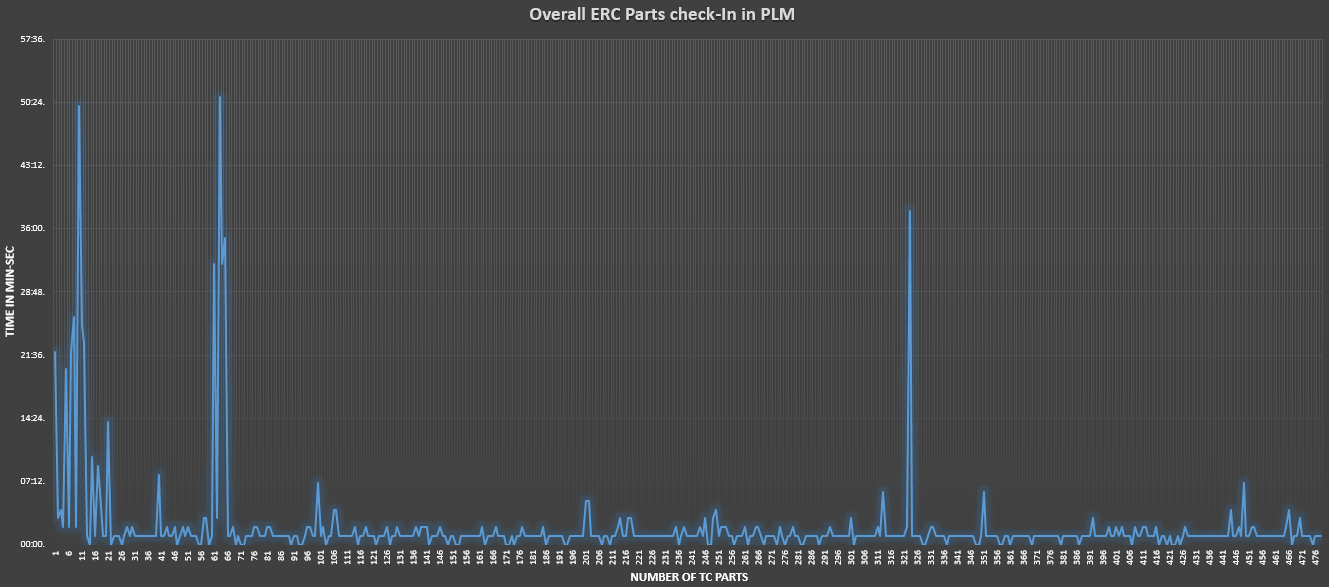 Overall ERC Parts check-In in PLM
57:36.
50:24.
43:12.
36:00.
28:48.
21:36.
14:24.
07:12.
00:00.
TIME IN MIN-SEC
1 6 11 16 21 26 31 36 41 46 51 56 61 66 71 76 81 86 91 96 101 106 111 116 121 126 131 136 141 146 151 156 161 166 171 176 181 186 191 196 201 206 211 216 221 226 231 236 241 246 251 256 261 266 271 276 281 286 291 296 301 306 311 316 321 326 331 336 341 346 351 356 361 366 371 376 381 386 391 396 401 406 411 416 421 426 431 436 441 446 451 456 461 466 471 476
NUMBER OF TC PARTS